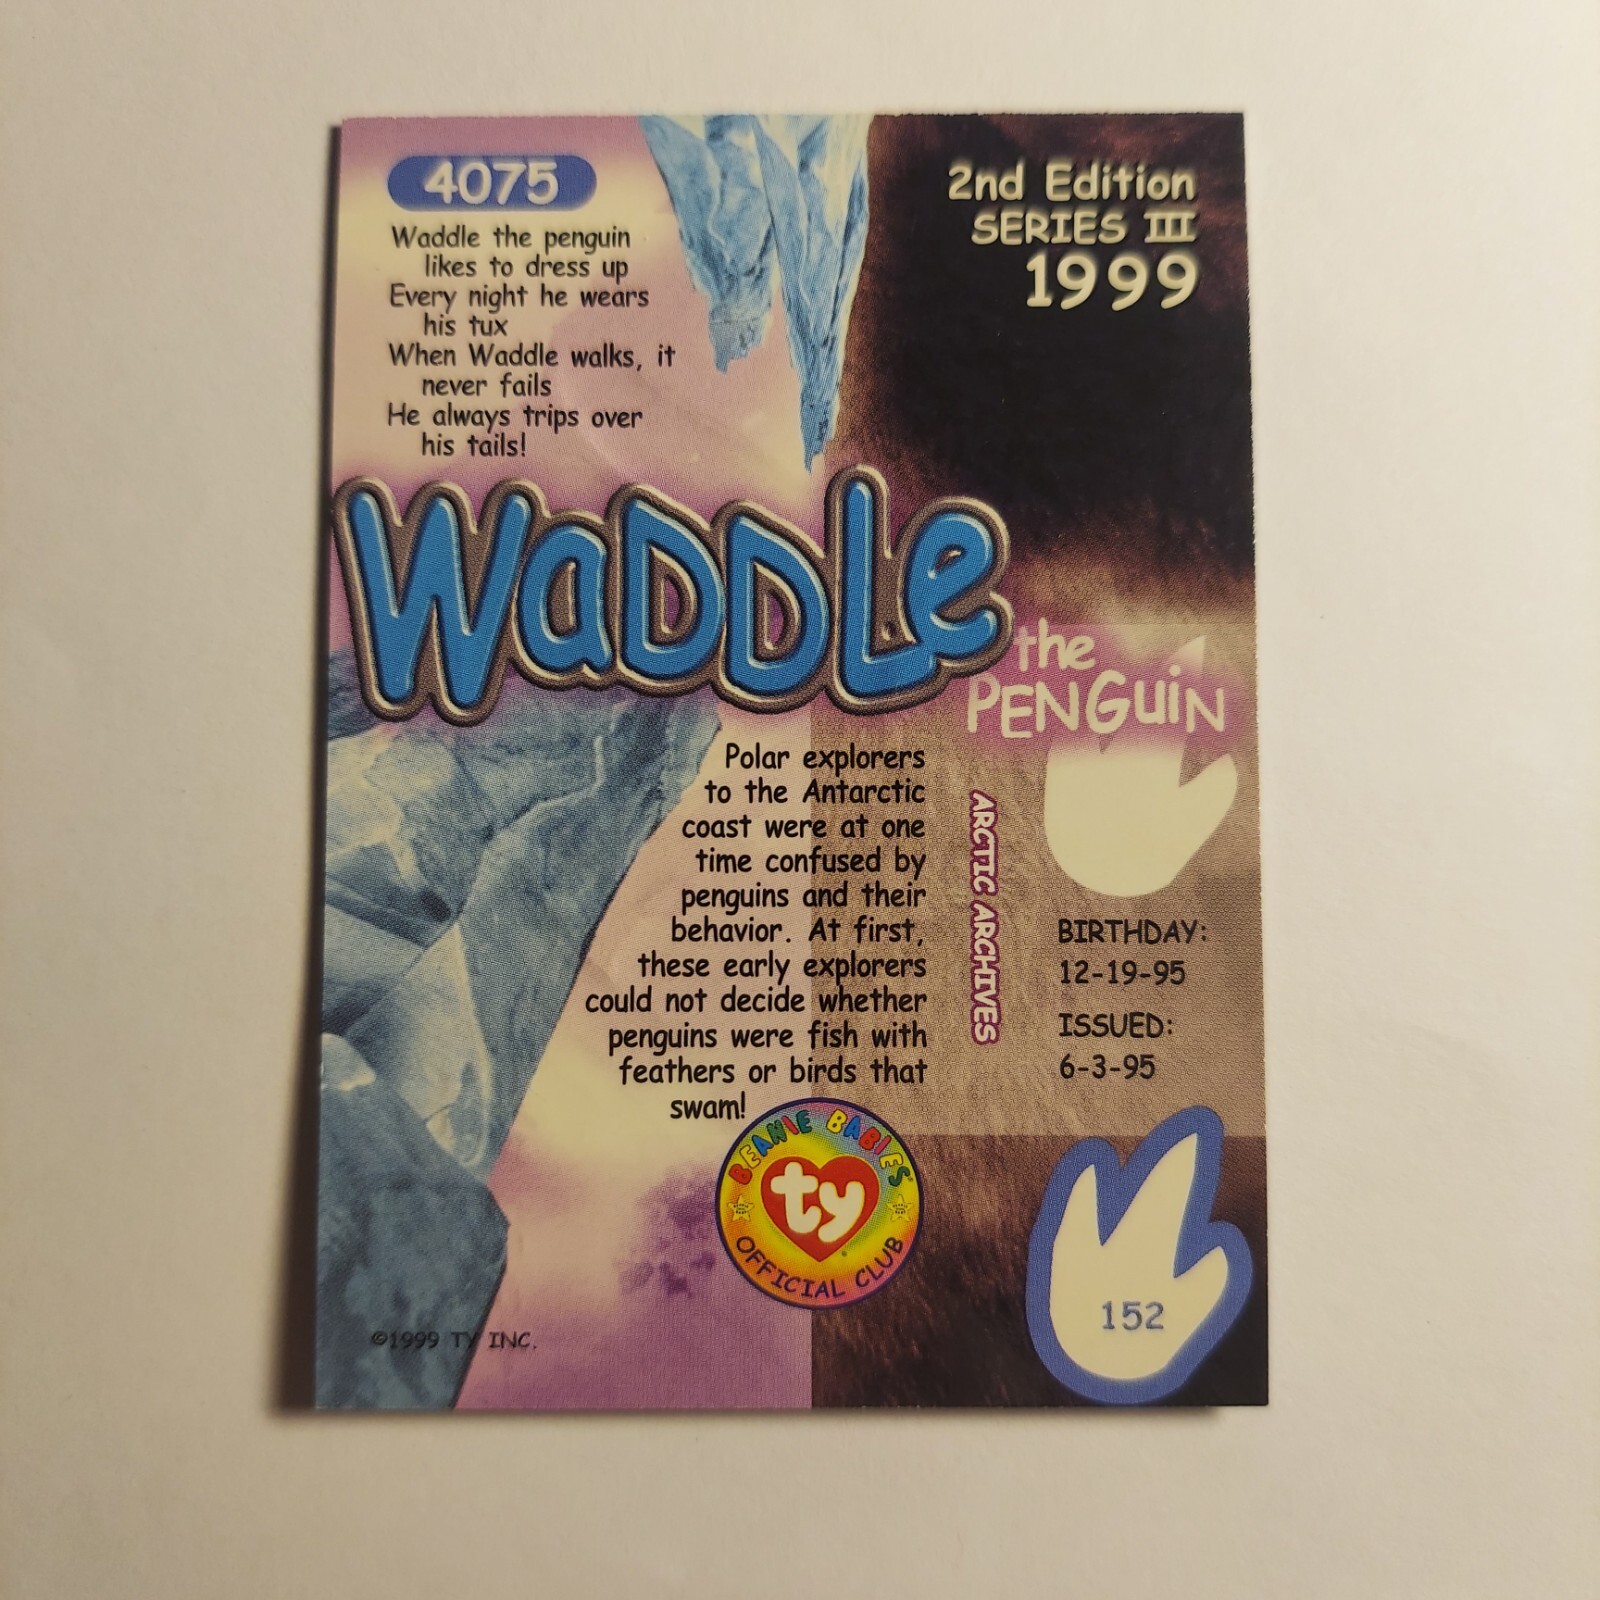 4075
Waddle the penguin
likes to dress up
Every night he wears
his tux
When Waddle walks, it
never fails
He always trips over
his tails!
2nd Edition
SERIES III
1999
WaDDLe
the
PENGuiN
Polar explorers
to the Antarctic
coast were at one
time confused by
penguins and their
behavior. At first,
these early explorers
could not decide whether
penguins were fish with
feathers or birds that
swam!
ARCTIC ARCHIVES
BIRTHDAY:
12-19-95
ISSUED:
6-3-95
BEANIE BABIES
ty
OFFICIAL CLUB
152
©1999 TY INC.